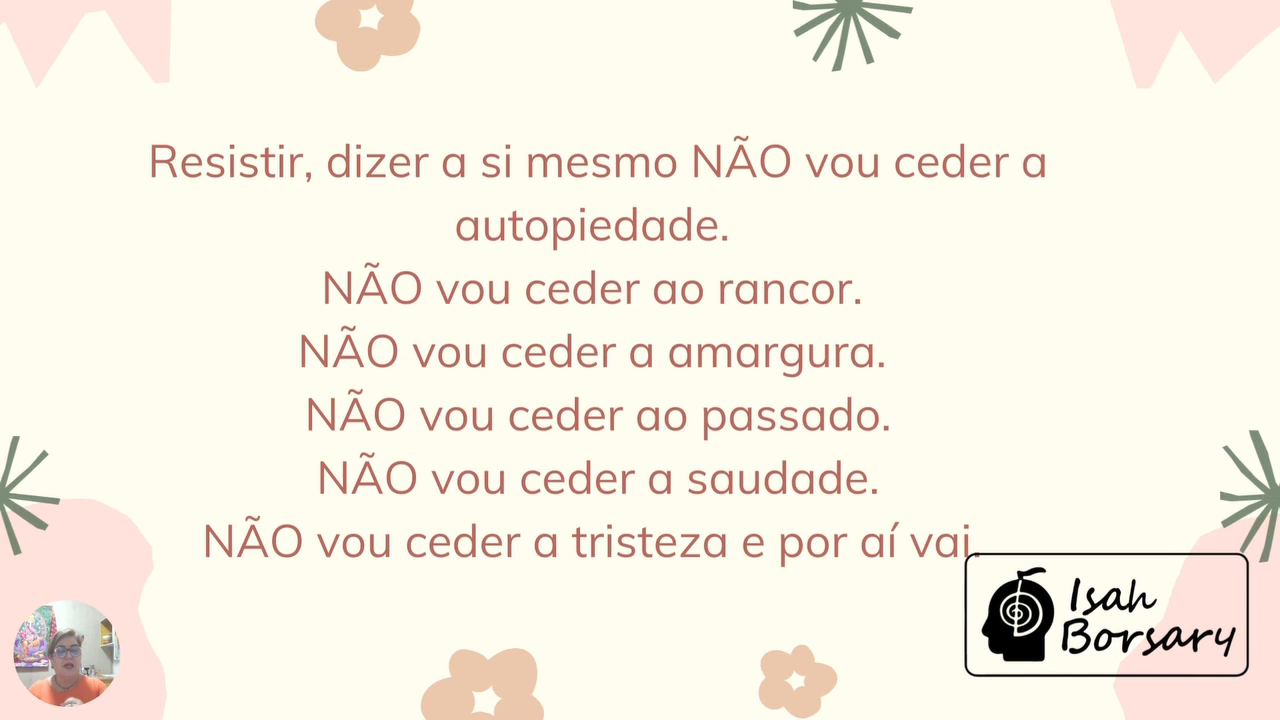 Resistir, dizer a si mesmo NÃO vou ceder a
autopiedade.
NÃO vou ceder ao rancor.
NÃO vou ceder a amargura.
NÃO vou ceder ao passado.
NÃO vou ceder a saudade.
NÃO vou ceder a tristeza e por aí vai.
Isah
Borsary